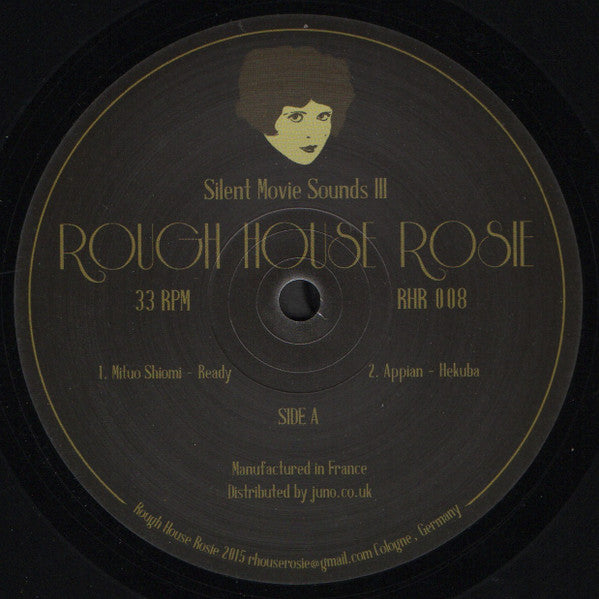 Silent Movie Sounds III
ROUGH HOUSE ROSIE
33 RPM
RHR 008
1. Mituo Shiomi - Ready
2. Appian - Hekuba
SIDE A
Manufactured in France
Distributed by juno.co.uk
Rough House Rosie 2015 rhouserosie@gmail.com Cologne, Germany